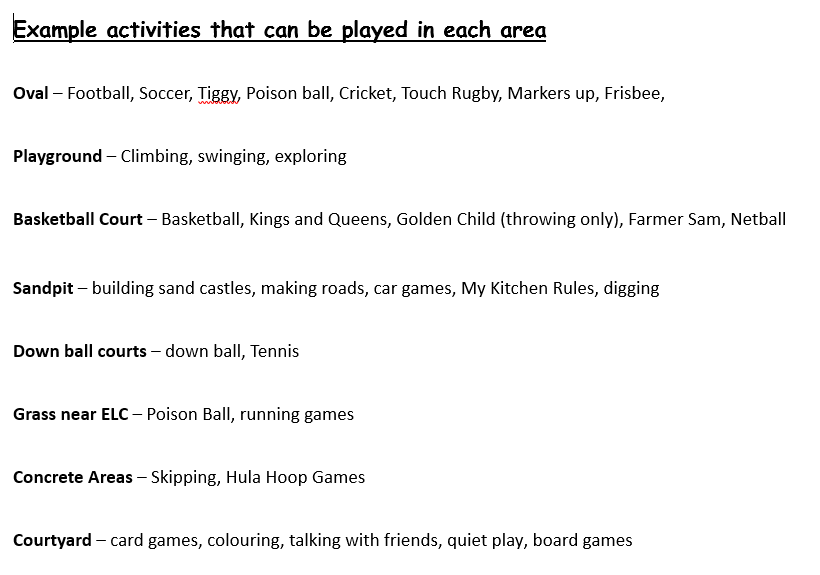 Example activities that can be played in each area
Oval – Football, Soccer, Tiggy, Poison ball, Cricket, Touch Rugby, Markers up, Frisbee,
Playground – Climbing, swinging, exploring
Basketball Court – Basketball, Kings and Queens, Golden Child (throwing only), Farmer Sam, Netball
Sandpit – building sand castles, making roads, car games, My Kitchen Rules, digging
Down ball courts – down ball, Tennis
Grass near ELC – Poison Ball, running games
Concrete Areas – Skipping, Hula Hoop Games
Courtyard – card games, colouring, talking with friends, quiet play, board games